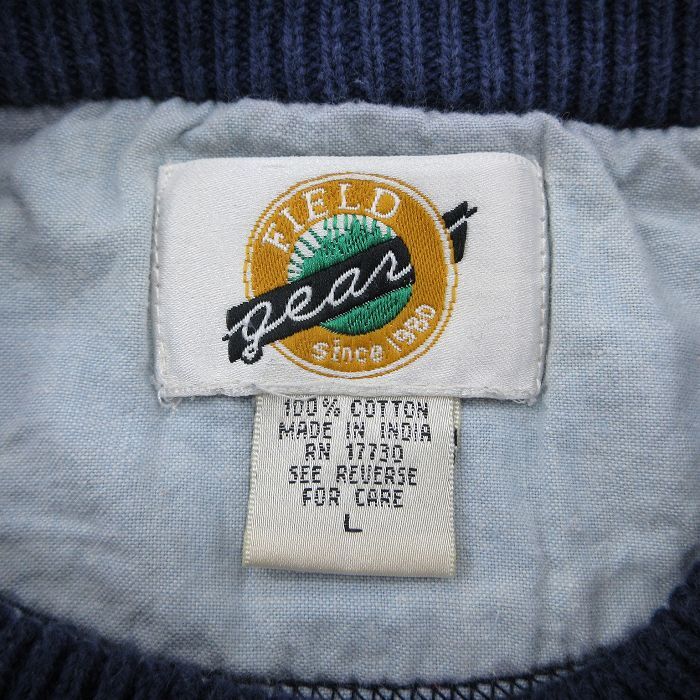 FIELD
gear
since 1980
100% COTTON
MADE IN INDIA
RN 17730
SEE REVERSE
FOR CARE
L